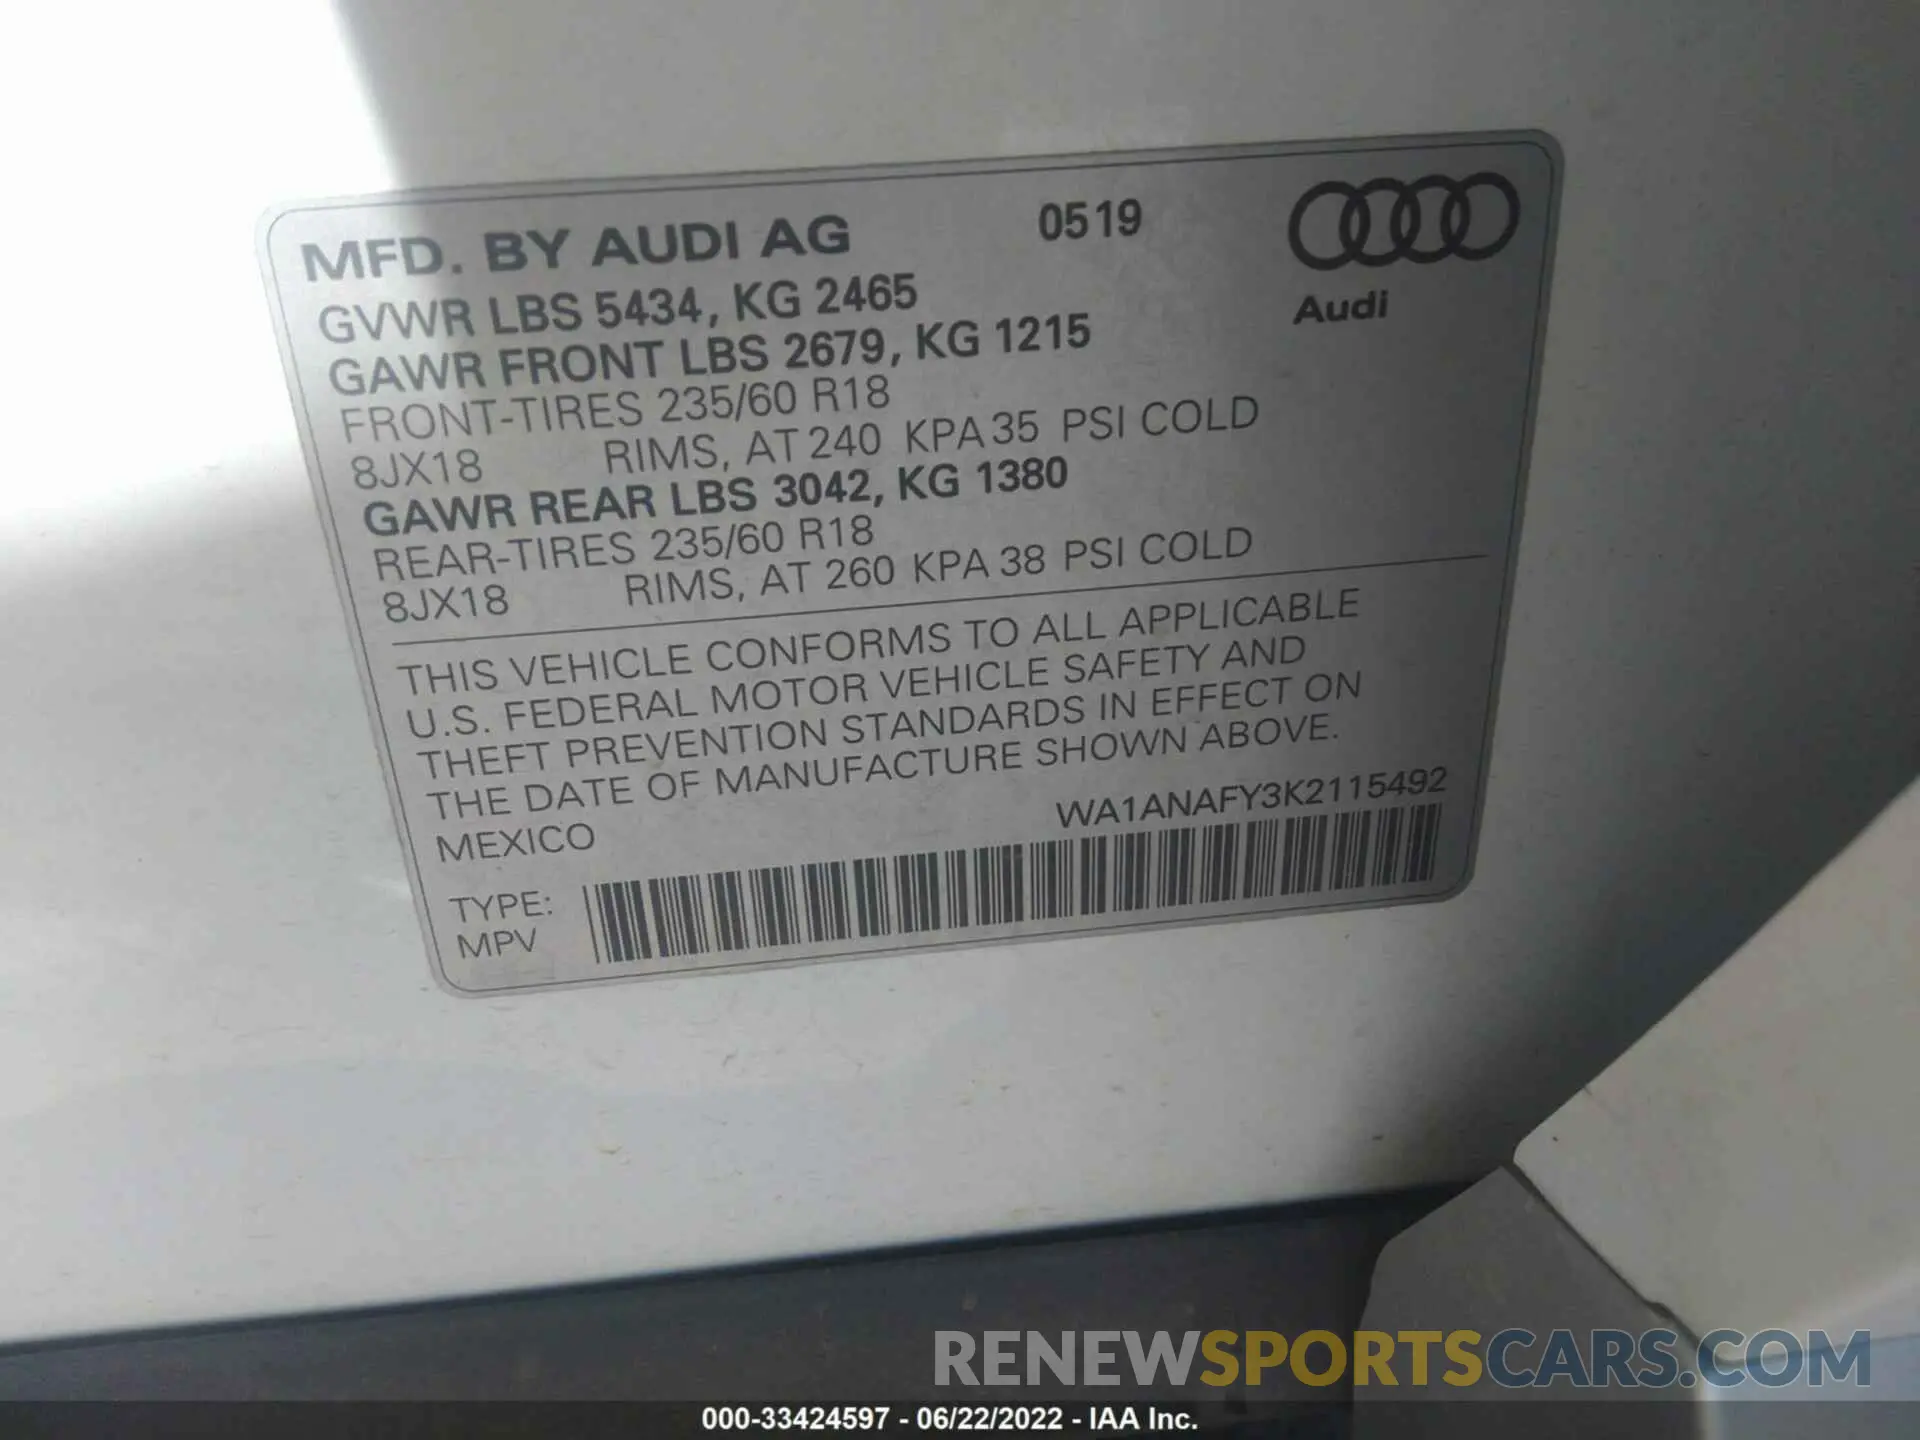 MFD. BY AUDI AG 0519
Audi
GVWR LBS 5434, KG 2465
GAWR FRONT LBS 2679, KG 1215
FRONT-TIRES 235/60 R18
8JX18 RIMS, AT 240 KPA 35 PSI COLD
GAWR REAR LBS 3042, KG 1380
REAR-TIRES 235/60 R18
8JX18 RIMS, AT 260 KPA 38 PSI COLD
THIS VEHICLE CONFORMS TO ALL APPLICABLE
U.S. FEDERAL MOTOR VEHICLE SAFETY AND
THEFT PREVENTION STANDARDS IN EFFECT ON
THE DATE OF MANUFACTURE SHOWN ABOVE.
MEXICO WA1ANAFY3K2115492
TYPE:
MPV
RENEWSPORTSCARS.COM
000-33424597 - 06/22/2022 - IAA Inc.